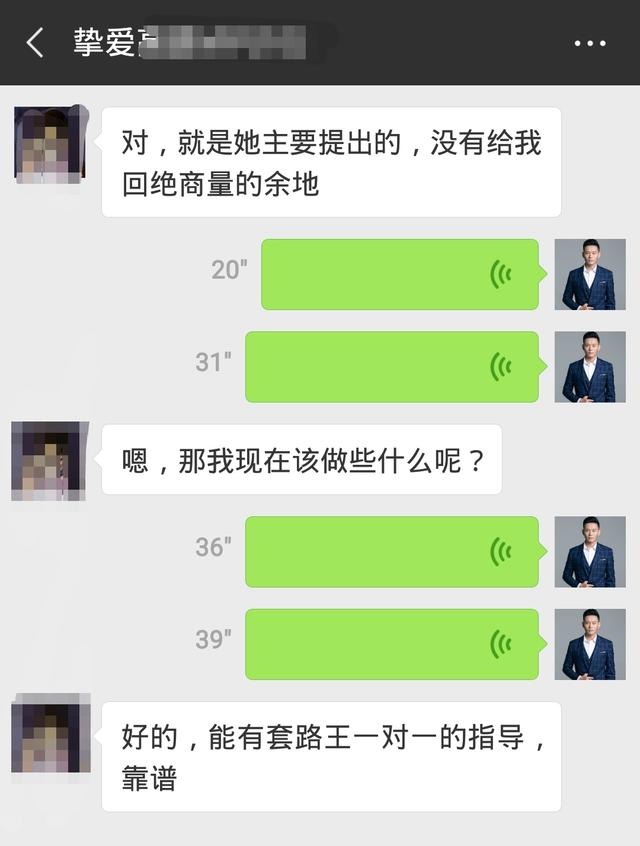 挚爱
对，就是她主要提出的，没有给我
回绝商量的余地
20"
31"
嗯，那我现在该做些什么呢？
36"
39"
好的，能有套路王一对一的指导，
靠谱